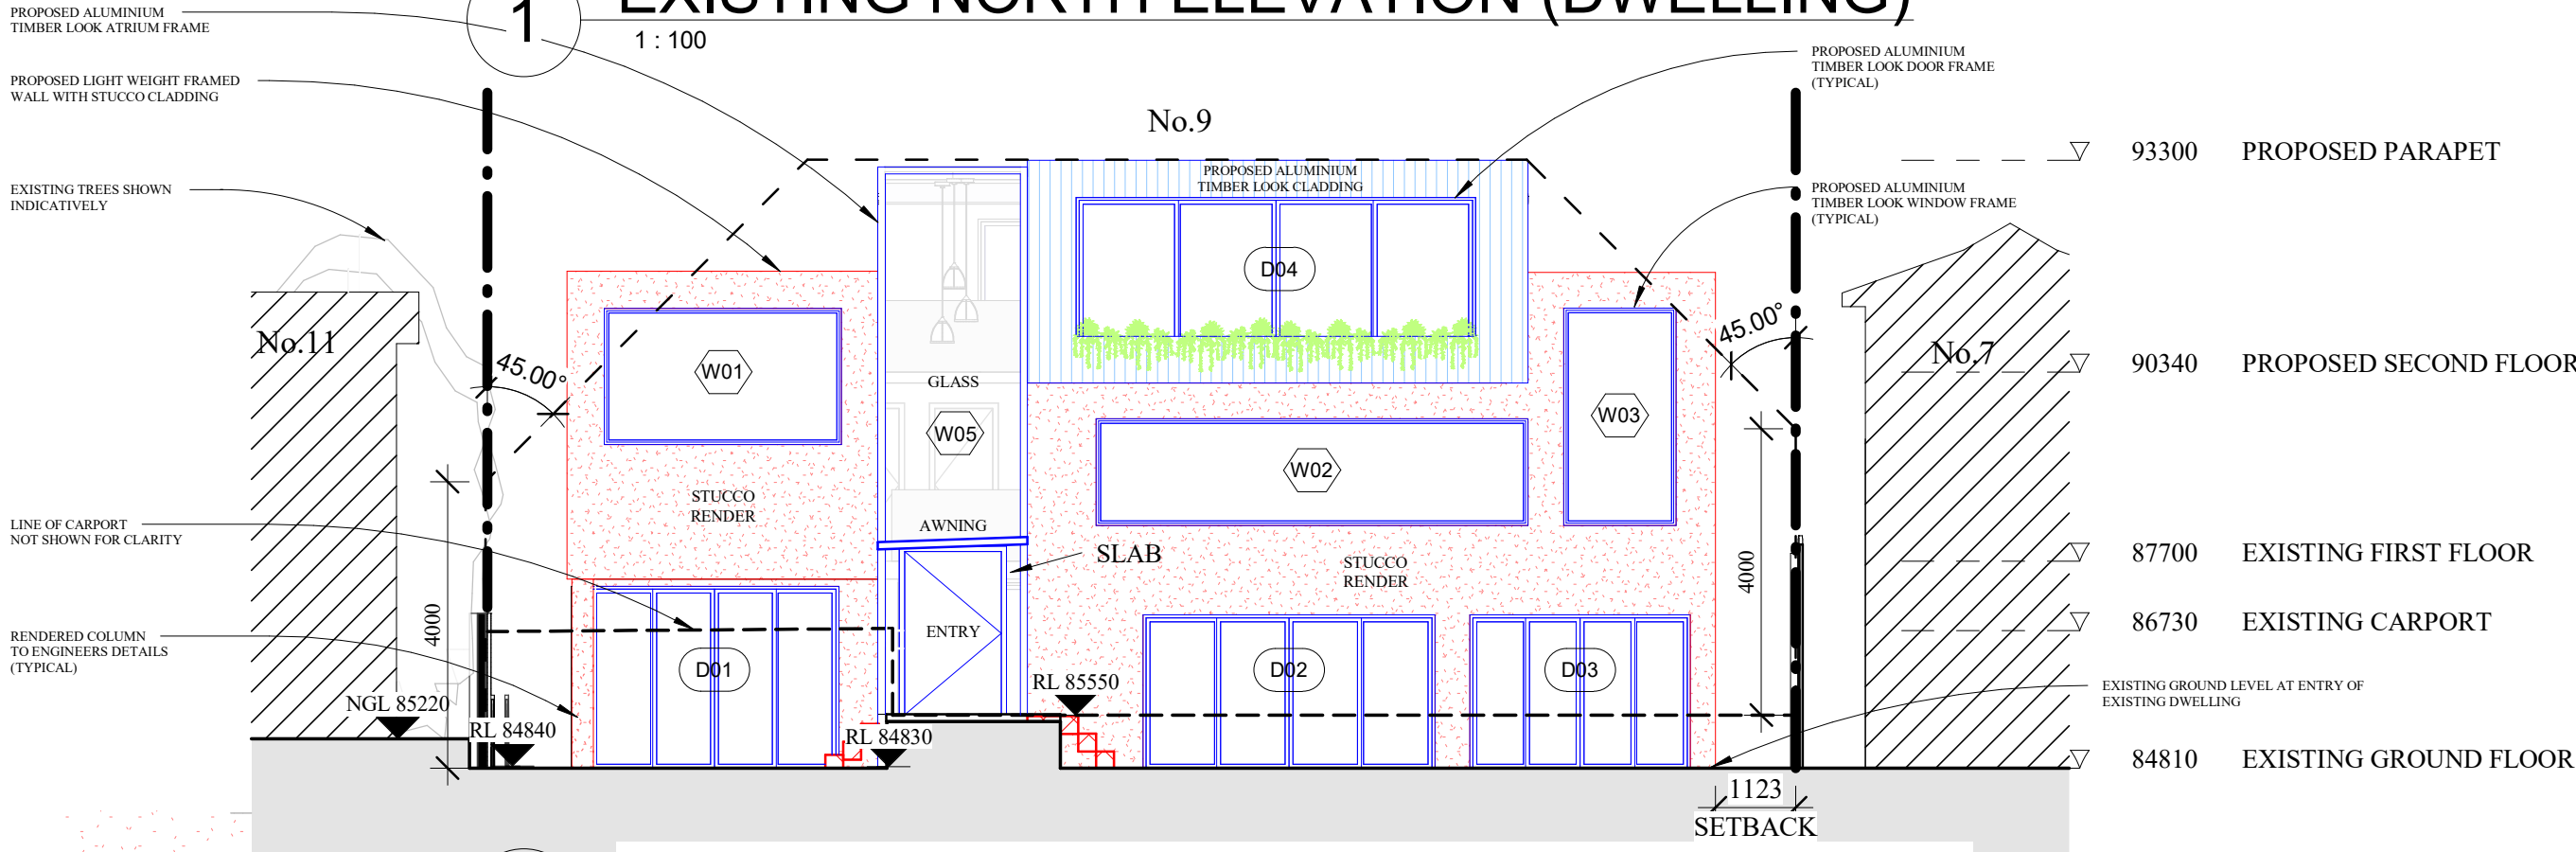 1
EXISTING NORTH ELEVATION (DWELLING)
1 : 100
PROPOSED ALUMINIUM
TIMBER LOOK ATRIUM FRAME
PROPOSED LIGHT WEIGHT FRAMED
WALL WITH STUCCO CLADDING
EXISTING TREES SHOWN
INDICATIVELY
LINE OF CARPORT
NOT SHOWN FOR CLARITY
RENDERED COLUMN
TO ENGINEERS DETAILS
(TYPICAL)
No.11
45.00°
4000
NGL 85220
RL 84840
W01
STUCCO
RENDER
D01
RL 84830
GLASS
W05
AWNING
ENTRY
SLAB
RL 85550
No.9
PROPOSED ALUMINIUM
TIMBER LOOK CLADDING
D04
W02
W03
STUCCO
RENDER
D02
D03
PROPOSED ALUMINIUM
TIMBER LOOK DOOR FRAME
(TYPICAL)
PROPOSED ALUMINIUM
TIMBER LOOK WINDOW FRAME
(TYPICAL)
45.00°
No.7
4000
1123
SETBACK
93300 PROPOSED PARAPET
90340 PROPOSED SECOND FLOOR
87700 EXISTING FIRST FLOOR
86730 EXISTING CARPORT
EXISTING GROUND LEVEL AT ENTRY OF
EXISTING DWELLING
84810 EXISTING GROUND FLOOR